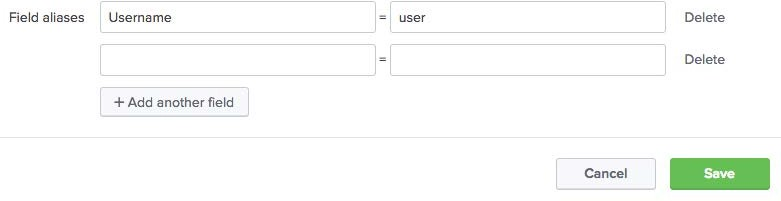 Field aliases Username = user Delete
= Delete
+ Add another field
Cancel Save